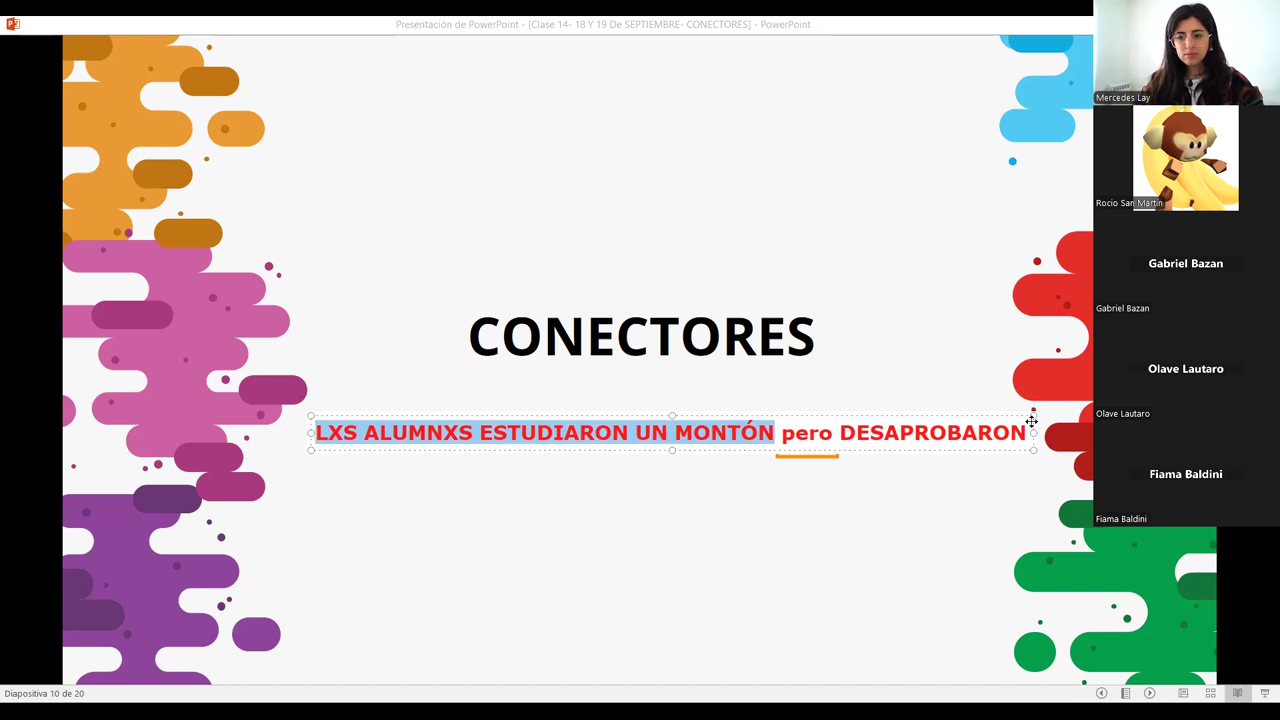 Presentación de PowerPoint - [Clase 14- 18 Y 19 De SEPTIEMBRE- CONECTORES] - PowerPoint
Mercedes Lay
Rocio San Martin
Gabriel Bazan
Gabriel Bazan
Olave Lautaro
Olave Lautaro
Fiama Baldini
Fiama Baldini
CONECTORES
LXS ALUMNXS ESTUDIARON UN MONTÓN pero DESAPROBARON
Diapositiva 10 de 20